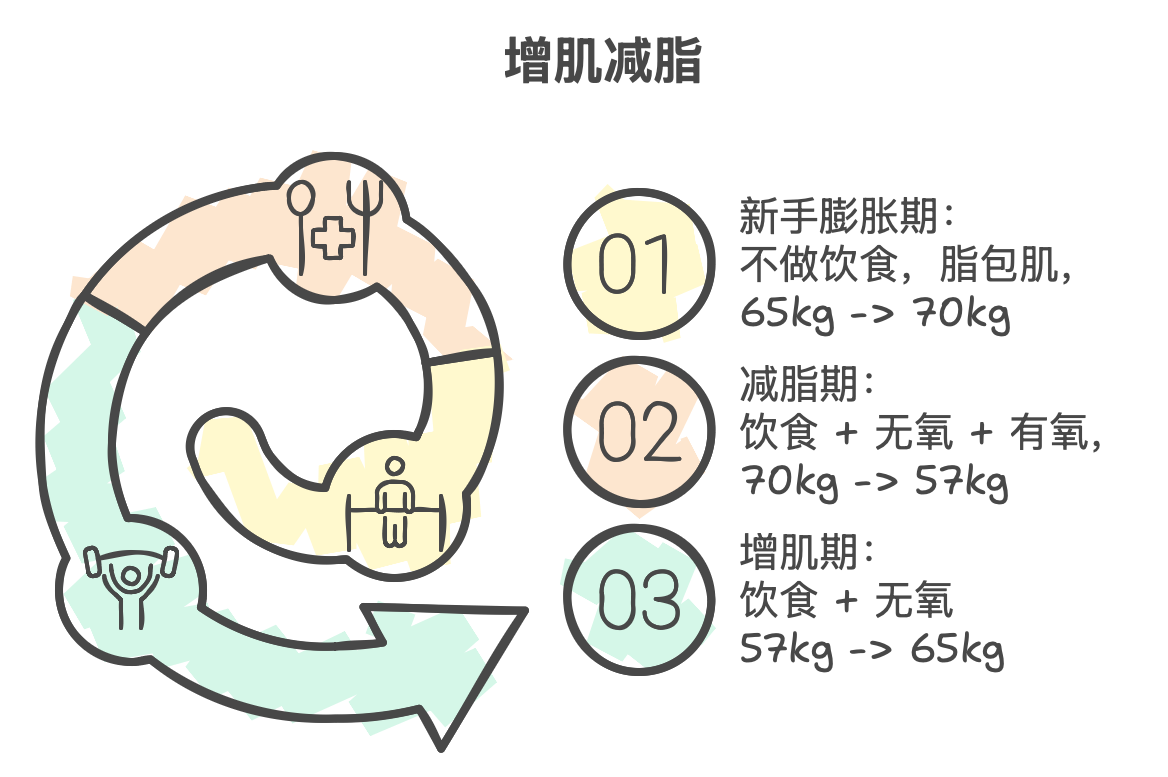 增肌减脂
01
新手膨胀期：
不做饮食，脂包肌，
65kg -> 70kg
02
减脂期：
饮食 + 无氧 + 有氧，
70kg -> 57kg
03
增肌期：
饮食 + 无氧
57kg -> 65kg